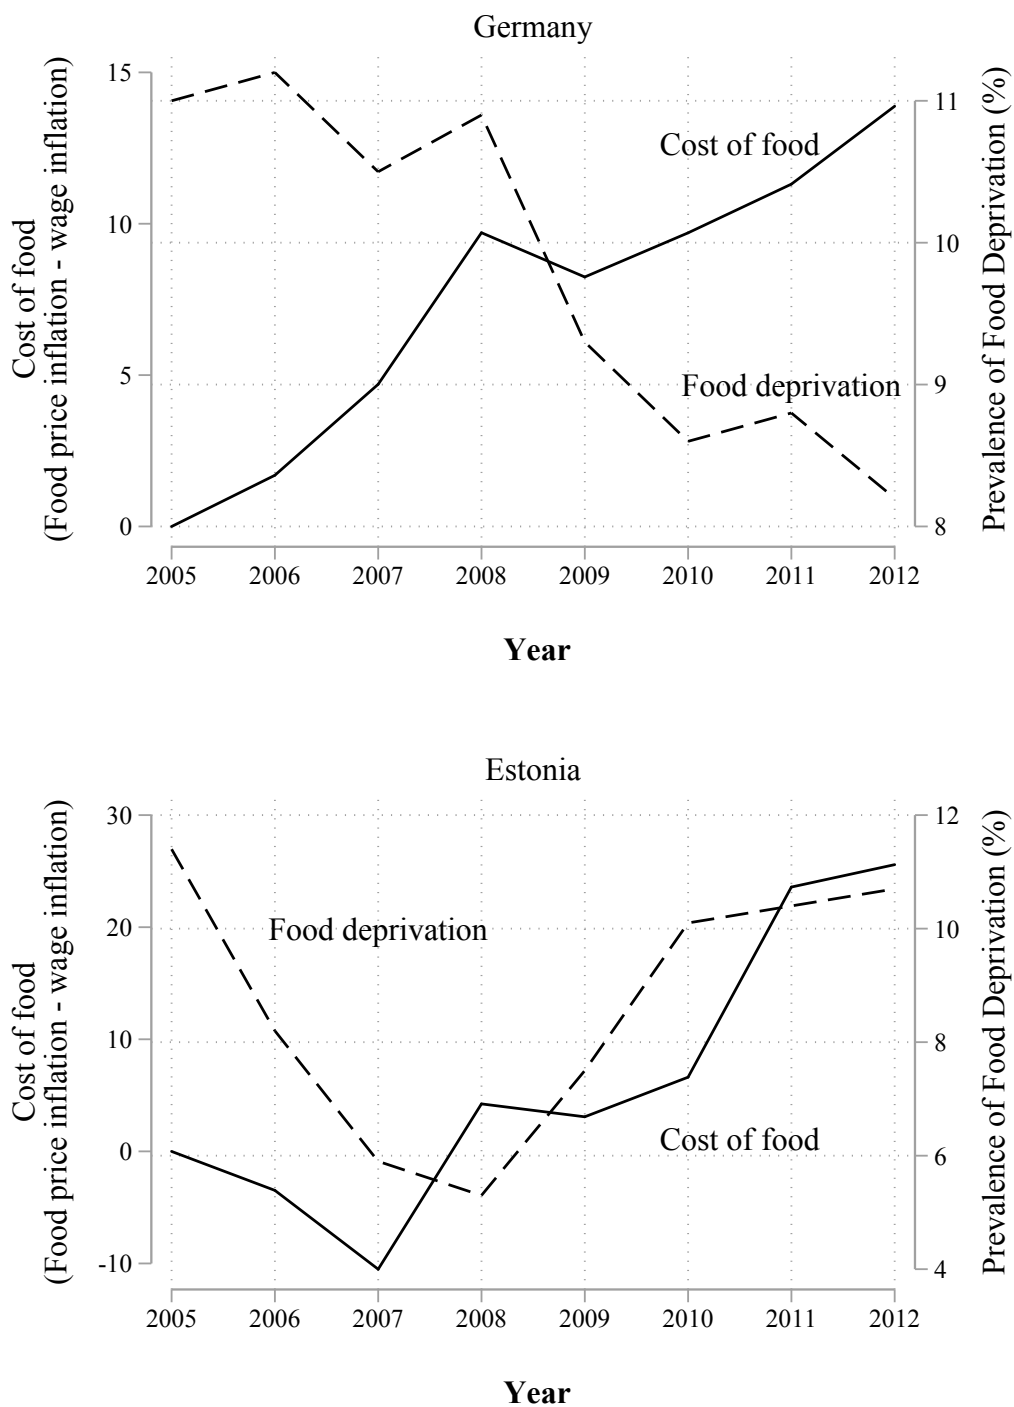 Germany
Cost of food
(Food price inflation - wage inflation)
15
10
5
0
Cost of food
Food deprivation
11
10
9
8
Prevalence of Food Deprivation (%)
2005 2006 2007 2008 2009 2010 2011 2012
Year
Estonia
Cost of food
(Food price inflation - wage inflation)
30
20
10
0
-10
Food deprivation
Cost of food
12
10
8
6
4
Prevalence of Food Deprivation (%)
2005 2006 2007 2008 2009 2010 2011 2012
Year